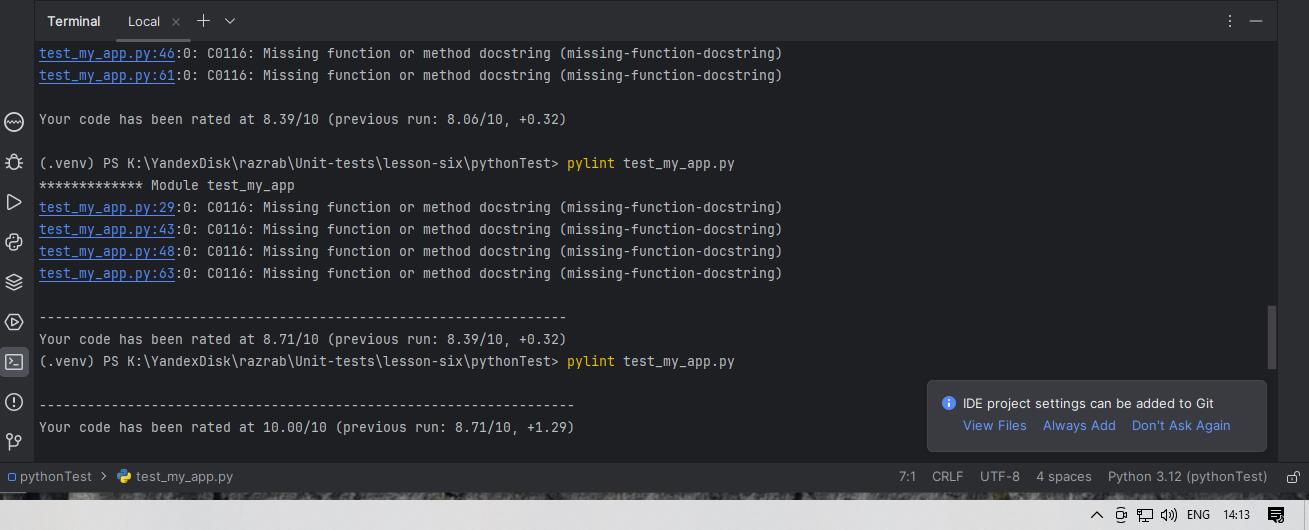 Terminal Local
test_my_app.py:46:0: C0116: Missing function or method docstring (missing-function-docstring)
test_my_app.py:61:0: C0116: Missing function or method docstring (missing-function-docstring)
Your code has been rated at 8.39/10 (previous run: 8.06/10, +0.32)
(.venv) PS K:\YandexDisk\razrab\Unit-tests\lesson-six\pythonTest> pylint test_my_app.py
************* Module test_my_app
test_my_app.py:29:0: C0116: Missing function or method docstring (missing-function-docstring)
test_my_app.py:43:0: C0116: Missing function or method docstring (missing-function-docstring)
test_my_app.py:48:0: C0116: Missing function or method docstring (missing-function-docstring)
test_my_app.py:63:0: C0116: Missing function or method docstring (missing-function-docstring)
------------------------------------------------------------------
Your code has been rated at 8.71/10 (previous run: 8.39/10, +0.32)
(.venv) PS K:\YandexDisk\razrab\Unit-tests\lesson-six\pythonTest> pylint test_my_app.py
-------------------------------------------------------------------
Your code has been rated at 10.00/10 (previous run: 8.71/10, +1.29)
IDE project settings can be added to Git
View Files Always Add Don't Ask Again
pythonTest > test_my_app.py 7:1 CRLF UTF-8 4 spaces Python 3.12 (pythonTest)
ENG 14:13